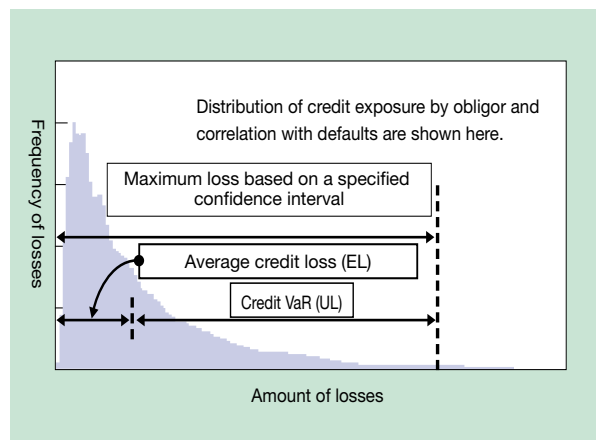 Distribution of credit exposure by obligor and
correlation with defaults are shown here.
Frequency of losses
Maximum loss based on a specified
confidence interval
Average credit loss (EL)
Credit VaR (UL)
Amount of losses